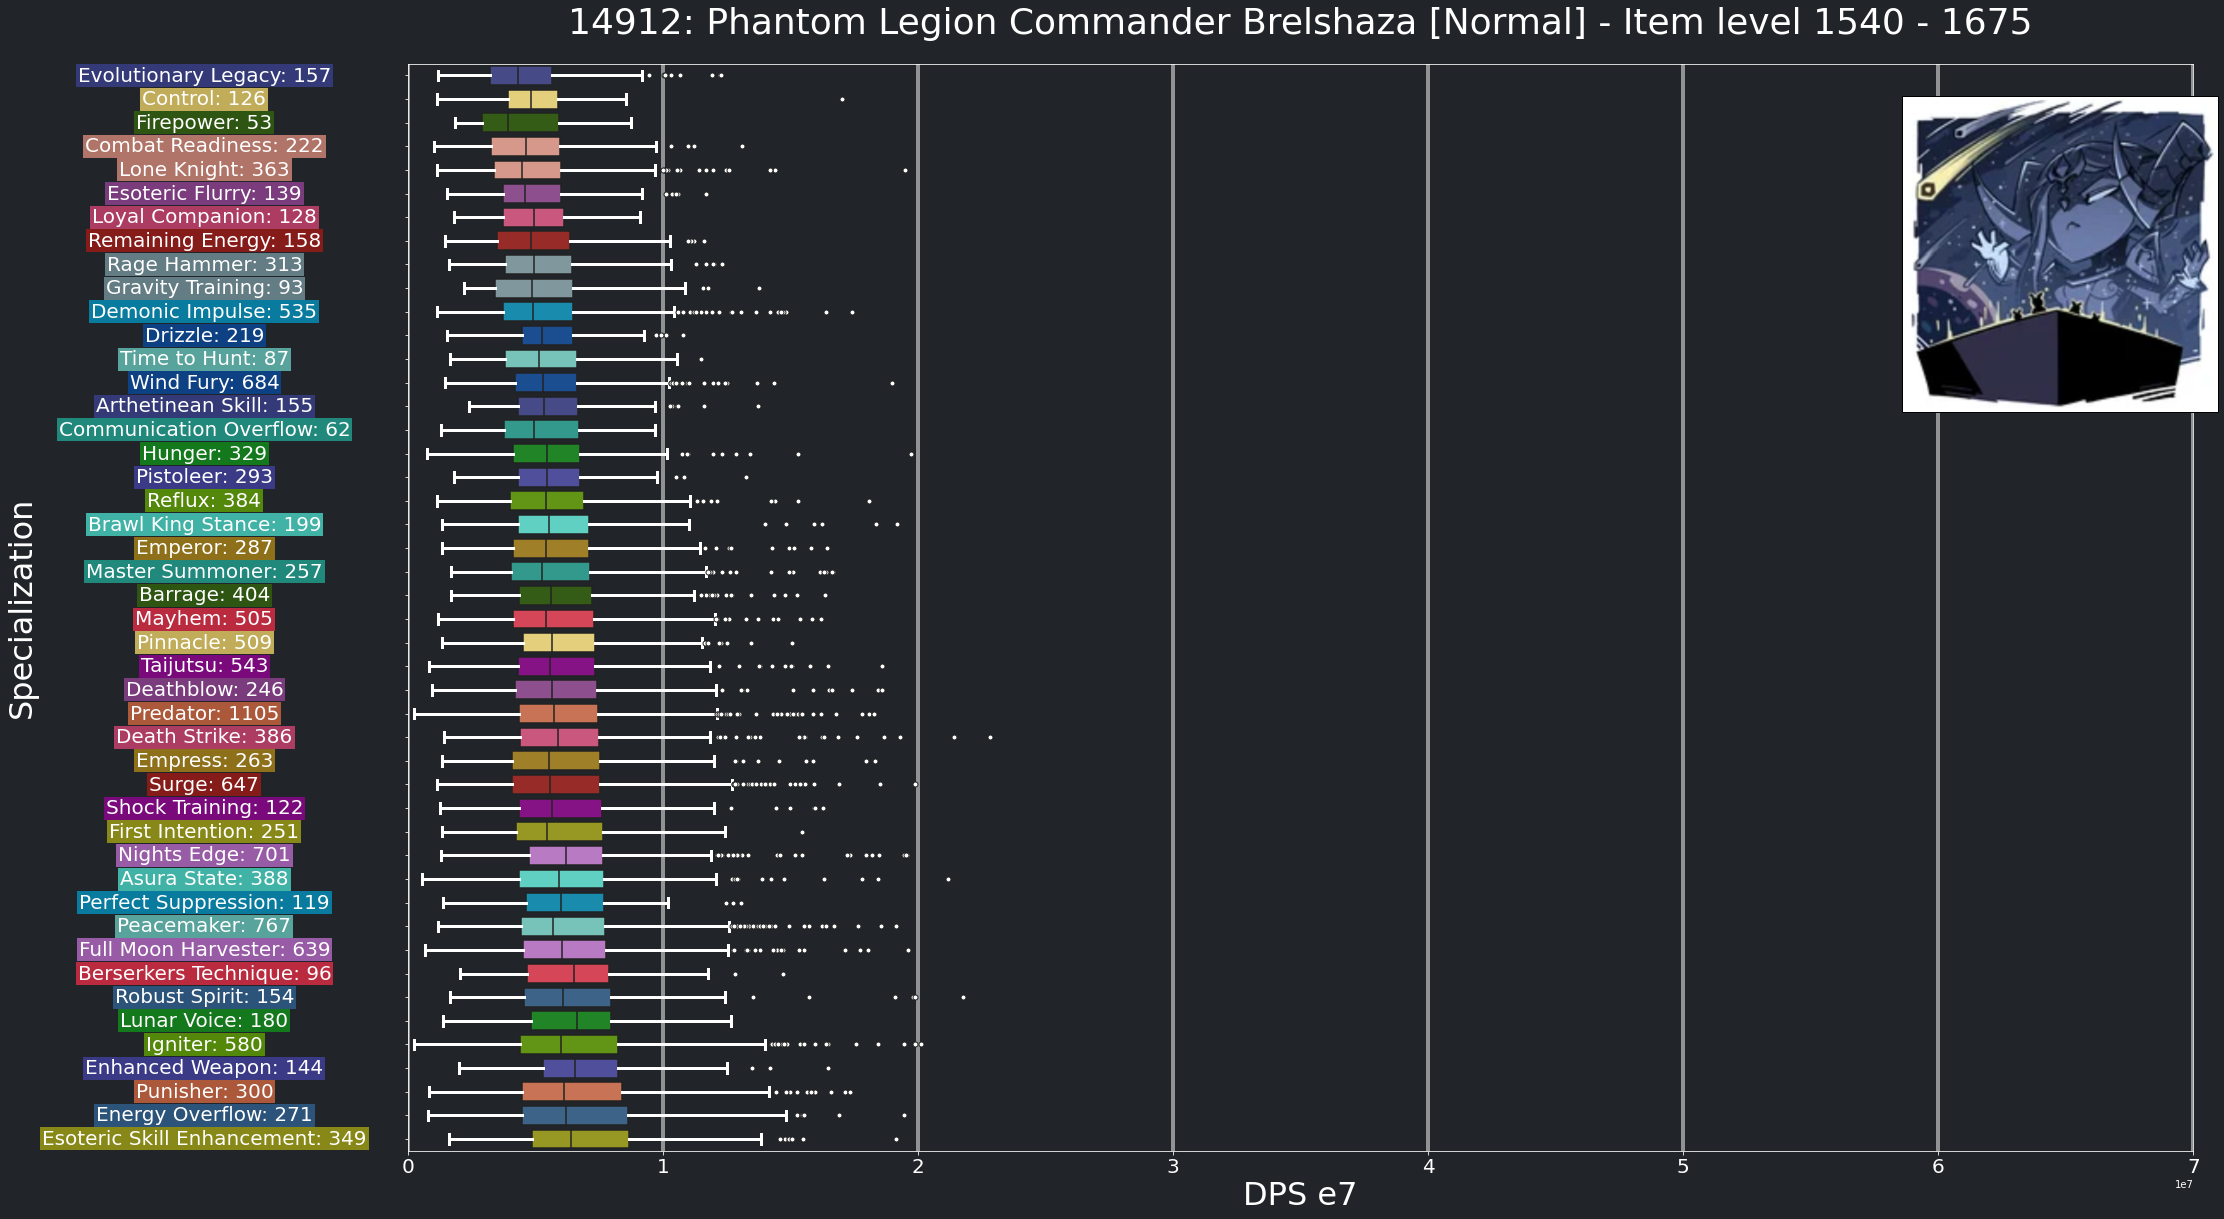 14912: Phantom Legion Commander Brelshaza [Normal] - Item level 1540 - 1675
Specialization
Evolutionary Legacy: 157
Control: 126
Firepower: 53
Combat Readiness: 222
Lone Knight: 363
Esoteric Flurry: 139
Loyal Companion: 128
Remaining Energy: 158
Rage Hammer: 313
Gravity Training: 93
Demonic Impulse: 535
Drizzle: 219
Time to Hunt: 87
Wind Fury: 684
Arthetinean Skill: 155
Communication Overflow: 62
Hunger: 329
Pistoleer: 293
Reflux: 384
Brawl King Stance: 199
Emperor: 287
Master Summoner: 257
Barrage: 404
Mayhem: 505
Pinnacle: 509
Taijutsu: 543
Deathblow: 246
Predator: 1105
Death Strike: 386
Empress: 263
Surge: 647
Shock Training: 122
First Intention: 251
Nights Edge: 701
Asura State: 388
Perfect Suppression: 119
Peacemaker: 767
Full Moon Harvester: 639
Berserkers Technique: 96
Robust Spirit: 154
Lunar Voice: 180
Igniter: 580
Enhanced Weapon: 144
Punisher: 300
Energy Overflow: 271
Esoteric Skill Enhancement: 349
0 1 2 3 4 5 6 7
1e7
DPS e7